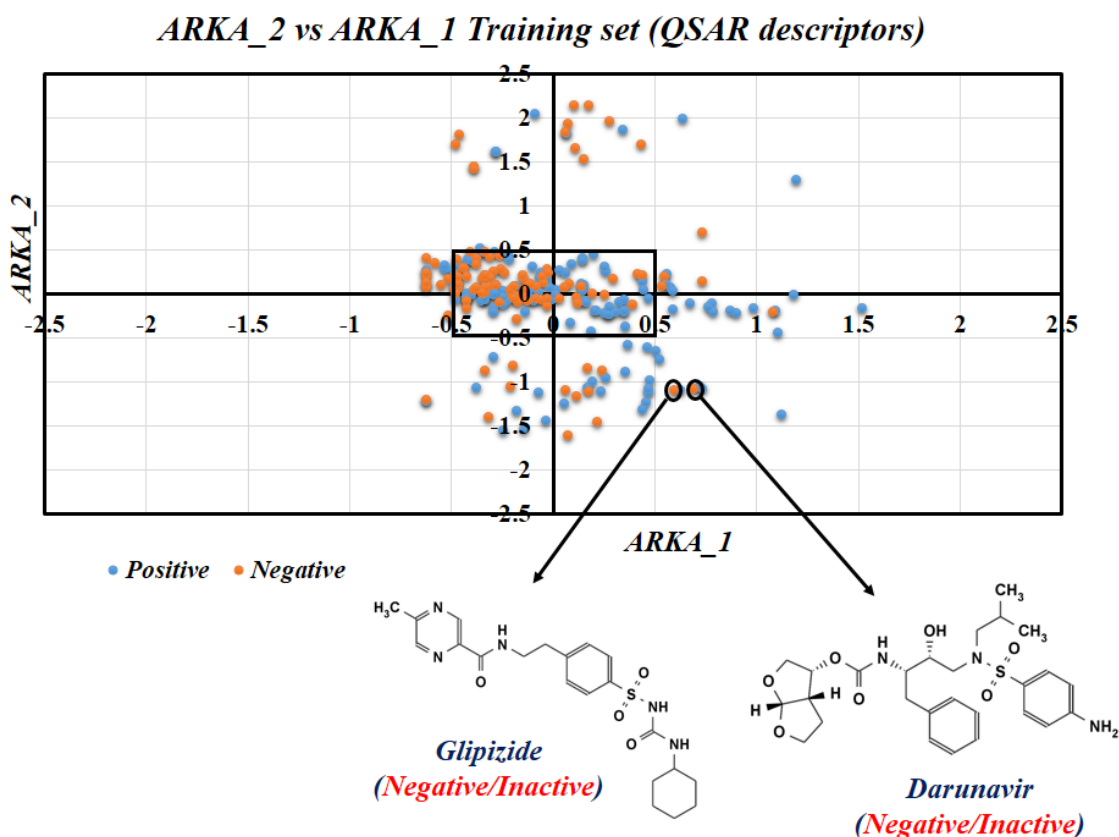 ARKA_2 vs ARKA_1 Training set (QSAR descriptors)
2.5
2
1.5
1
0.5
0
-2.5 -2 -1.5 -1 -0.5 0 0.5 1 1.5 2 2.5
-0.5
-1
-1.5
-2
-2.5
ARKA_2
ARKA_1
Positive Negative
H3C
N
N
H
N
O
S
O
O
NH
O
NH
Glipizide
(Negative/Inactive)
CH3
CH3
OH
H
N
N
O
O
S
O
O
O
H
H
O
NH2
Darunavir
(Negative/Inactive)